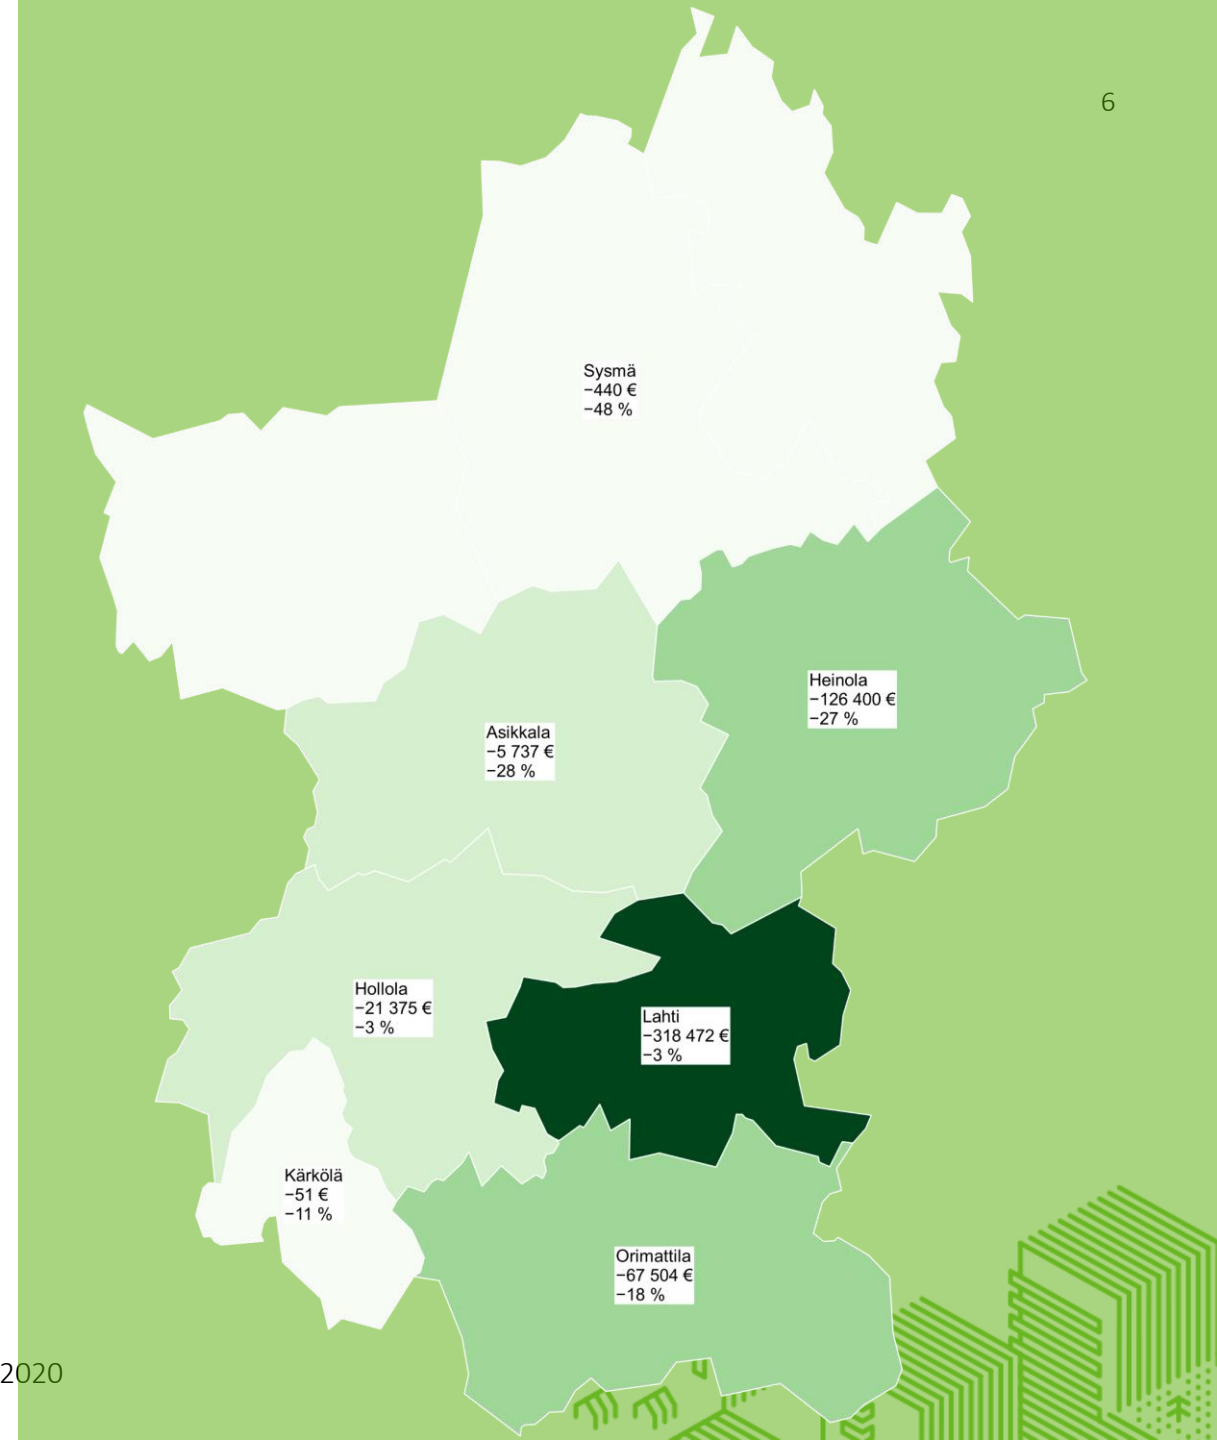 6
Sysmä
−440 €
−48 %
Heinola
−126 400 €
−27 %
Asikkala
−5 737 €
−28 %
Hollola
−21 375 €
−3 %
Lahti
−318 472 €
−3 %
Kärkölä
−51 €
−11 %
Orimattila
−67 504 €
−18 %
2020